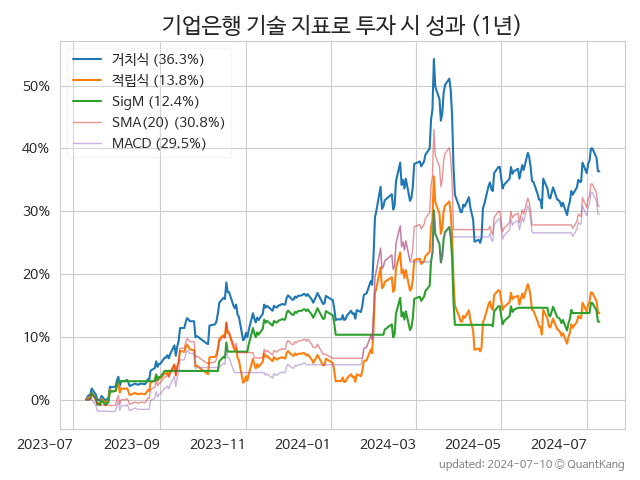 기업은행 기술 지표로 투자 시 성과 (1년)
거치식 (36.3%)
적립식 (13.8%)
SigM (12.4%)
SMA(20) (30.8%)
MACD (29.5%)
50%
40%
30%
20%
10%
0%
2023-07 2023-09 2023-11 2024-01 2024-03 2024-05 2024-07
updated: 2024-07-10 © QuantKang